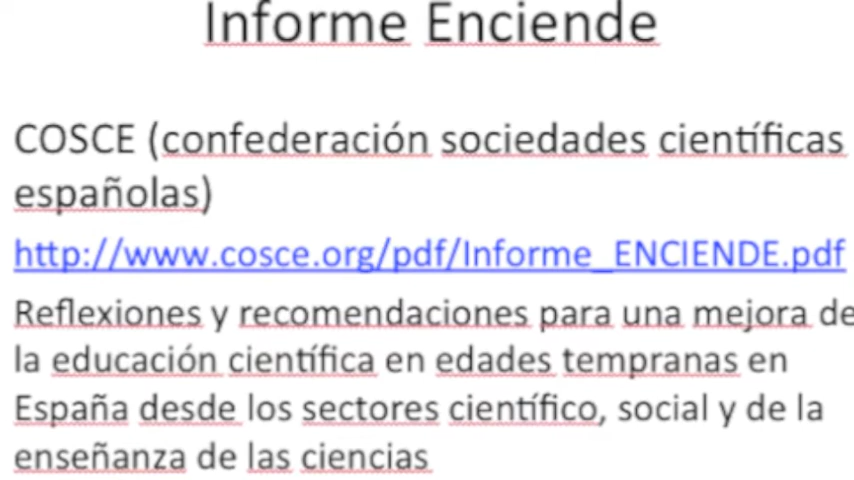 Informe Enciende
COSCE (confederación sociedades científicas
españolas)
http://www.cosce.org/pdf/Informe_ENCIENDE.pdf
Reflexiones y recomendaciones para una mejora de
la educación científica en edades tempranas en
España desde los sectores científico, social y de la
enseñanza de las ciencias